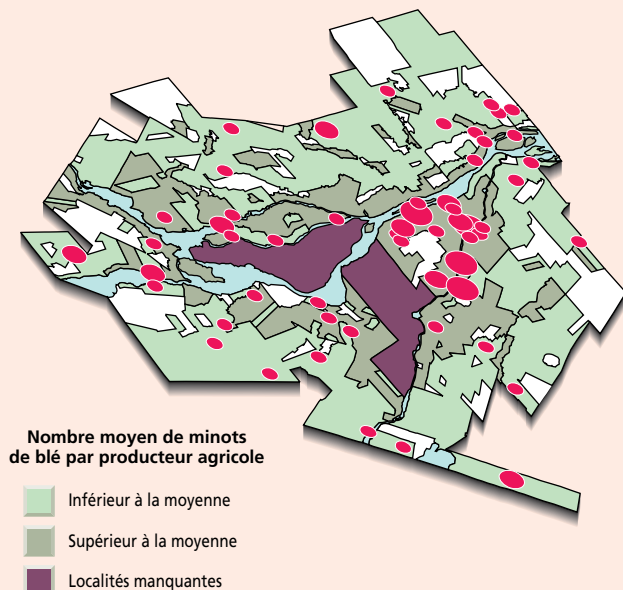 Nombre moyen de minots
de blé par producteur agricole
Inférieur à la moyenne
Supérieur à la moyenne
Localités manquantes